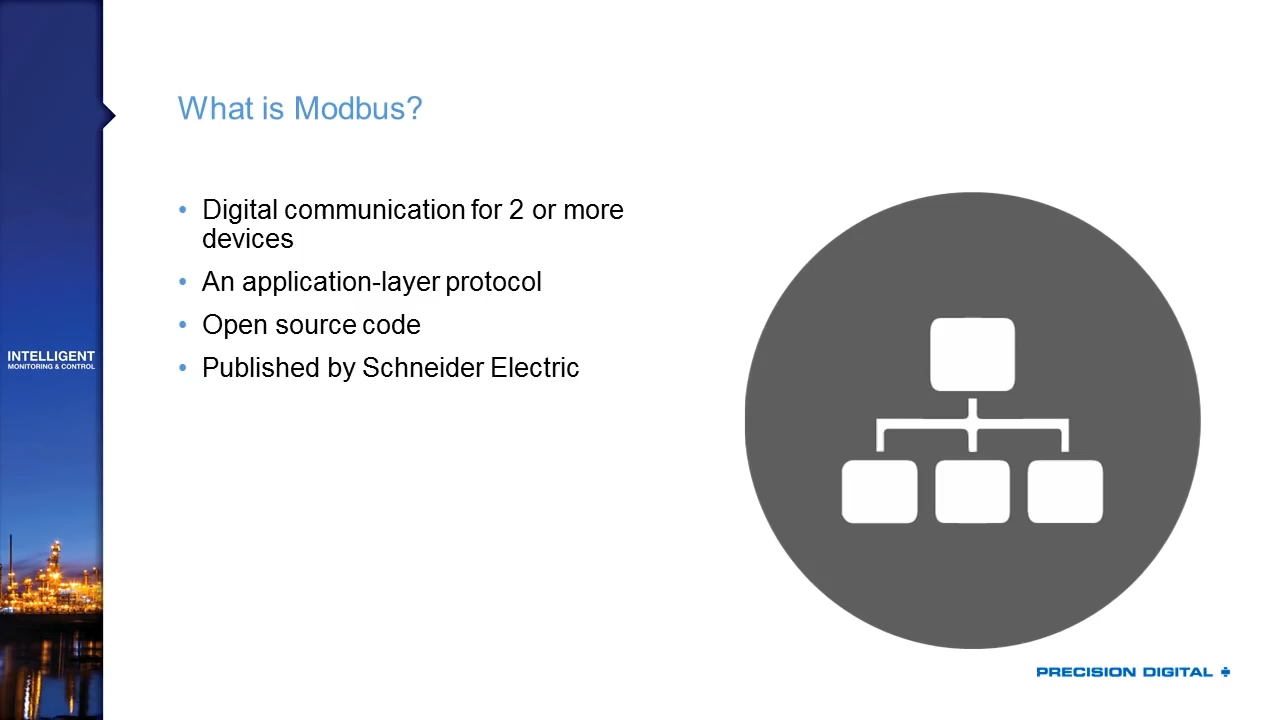 What is Modbus?
• Digital communication for 2 or more
devices
• An application-layer protocol
• Open source code
• Published by Schneider Electric
INTELLIGENT
MONITORING & CONTROL
PRECISION DIGITAL